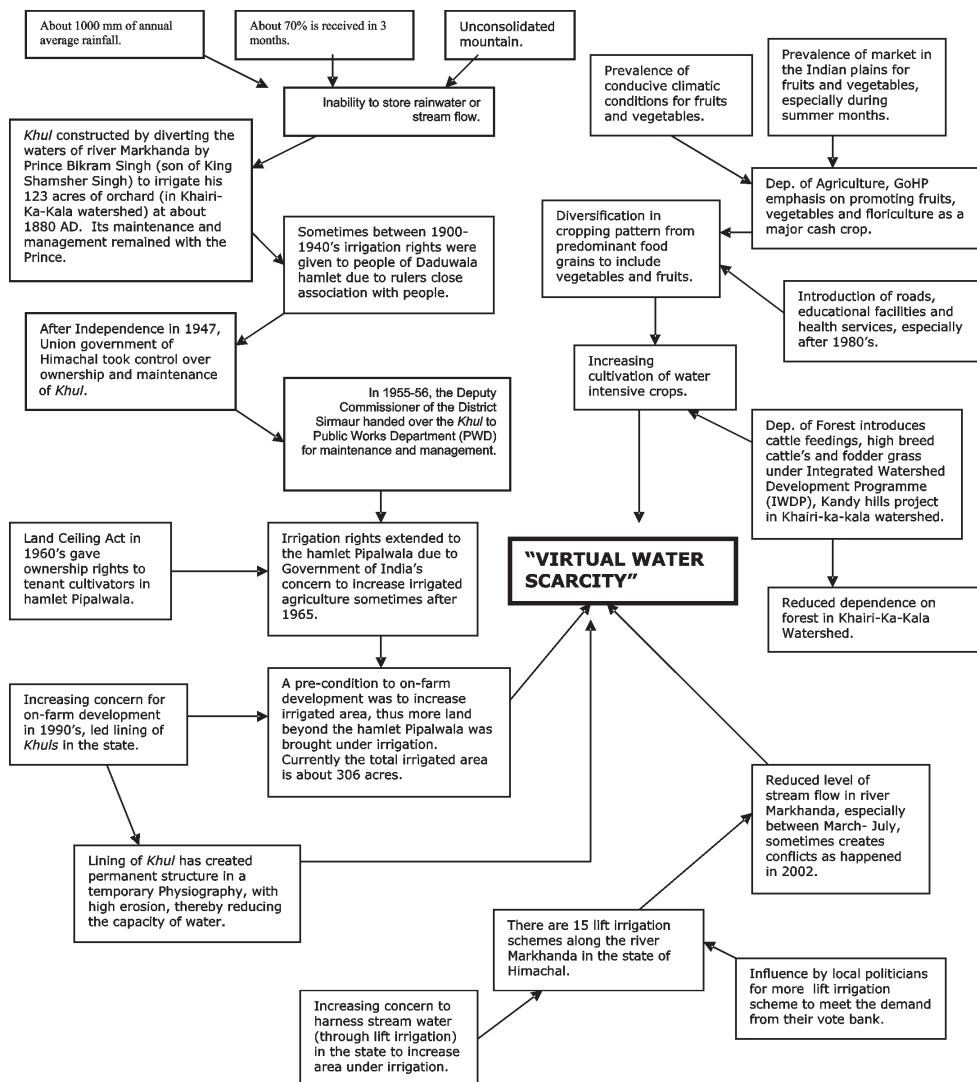 About 1000 mm of annual
average rainfall.
About 70% is received in 3
months.
Unconsolidated
mountain.
Inability to store rainwater or
stream flow.
Khul constructed by diverting the
waters of river Markhanda by
Prince Bikram Singh (son of King
Shamsher Singh) to irrigate his
123 acres of orchard (in Khairi-
Ka-Kala watershed) at about
1880 AD. Its maintenance and
management remained with the
Prince.
Sometimes between 1900-
1940's irrigation rights were
given to people of Daduwala
hamlet due to rulers close
association with people.
After Independence in 1947,
Union government of
Himachal took control over
ownership and maintenance
of Khul.
In 1955-56, the Deputy
Commissioner of the District
Sirmaur handed over the Khul to
Public Works Department (PWD)
for maintenance and management.
Land Ceiling Act in
1960's gave
ownership rights to
tenant cultivators in
hamlet Pipalwala.
Irrigation rights extended to
the hamlet Pipalwala due to
Government of India's
concern to increase irrigated
agriculture sometimes after
1965.
Increasing concern for
on-farm development
in 1990's, led lining of
Khuls in the state.
A pre-condition to on-farm
development was to increase
irrigated area, thus more land
beyond the hamlet Pipalwala was
brought under irrigation.
Currently the total irrigated area
is about 306 acres.
Lining of Khul has created
permanent structure in a
temporary Physiography, with
high erosion, thereby reducing
the capacity of water.
Prevalence of
conducive climatic
conditions for fruits
and vegetables.
Prevalence of market in
the Indian plains for
fruits and vegetables,
especially during
summer months.
Dep. of Agriculture, GoHP
emphasis on promoting fruits,
vegetables and floriculture as a
major cash crop.
Diversification in
cropping pattern from
predominant food
grains to include
vegetables and fruits.
Introduction of roads,
educational facilities and
health services, especially
after 1980's.
Increasing
cultivation of water
intensive crops.
Dep. of Forest introduces
cattle feedings, high breed
cattle's and fodder grass
under Integrated Watershed
Development Programme
(IWDP), Kandy hills project
in Khairi-ka-kala watershed.
"VIRTUAL WATER
SCARCITY"
Reduced dependence on
forest in Khairi-Ka-Kala
Watershed.
Reduced level of
stream flow in river
Markhanda, especially
between March- July,
sometimes creates
conflicts as happened
in 2002.
There are 15 lift irrigation
schemes along the river
Markhanda in the state of
Himachal.
Influence by local politicians
for more lift irrigation
scheme to meet the demand
from their vote bank.
Increasing concern to
harness stream water
(through lift irrigation)
in the state to increase
area under irrigation.